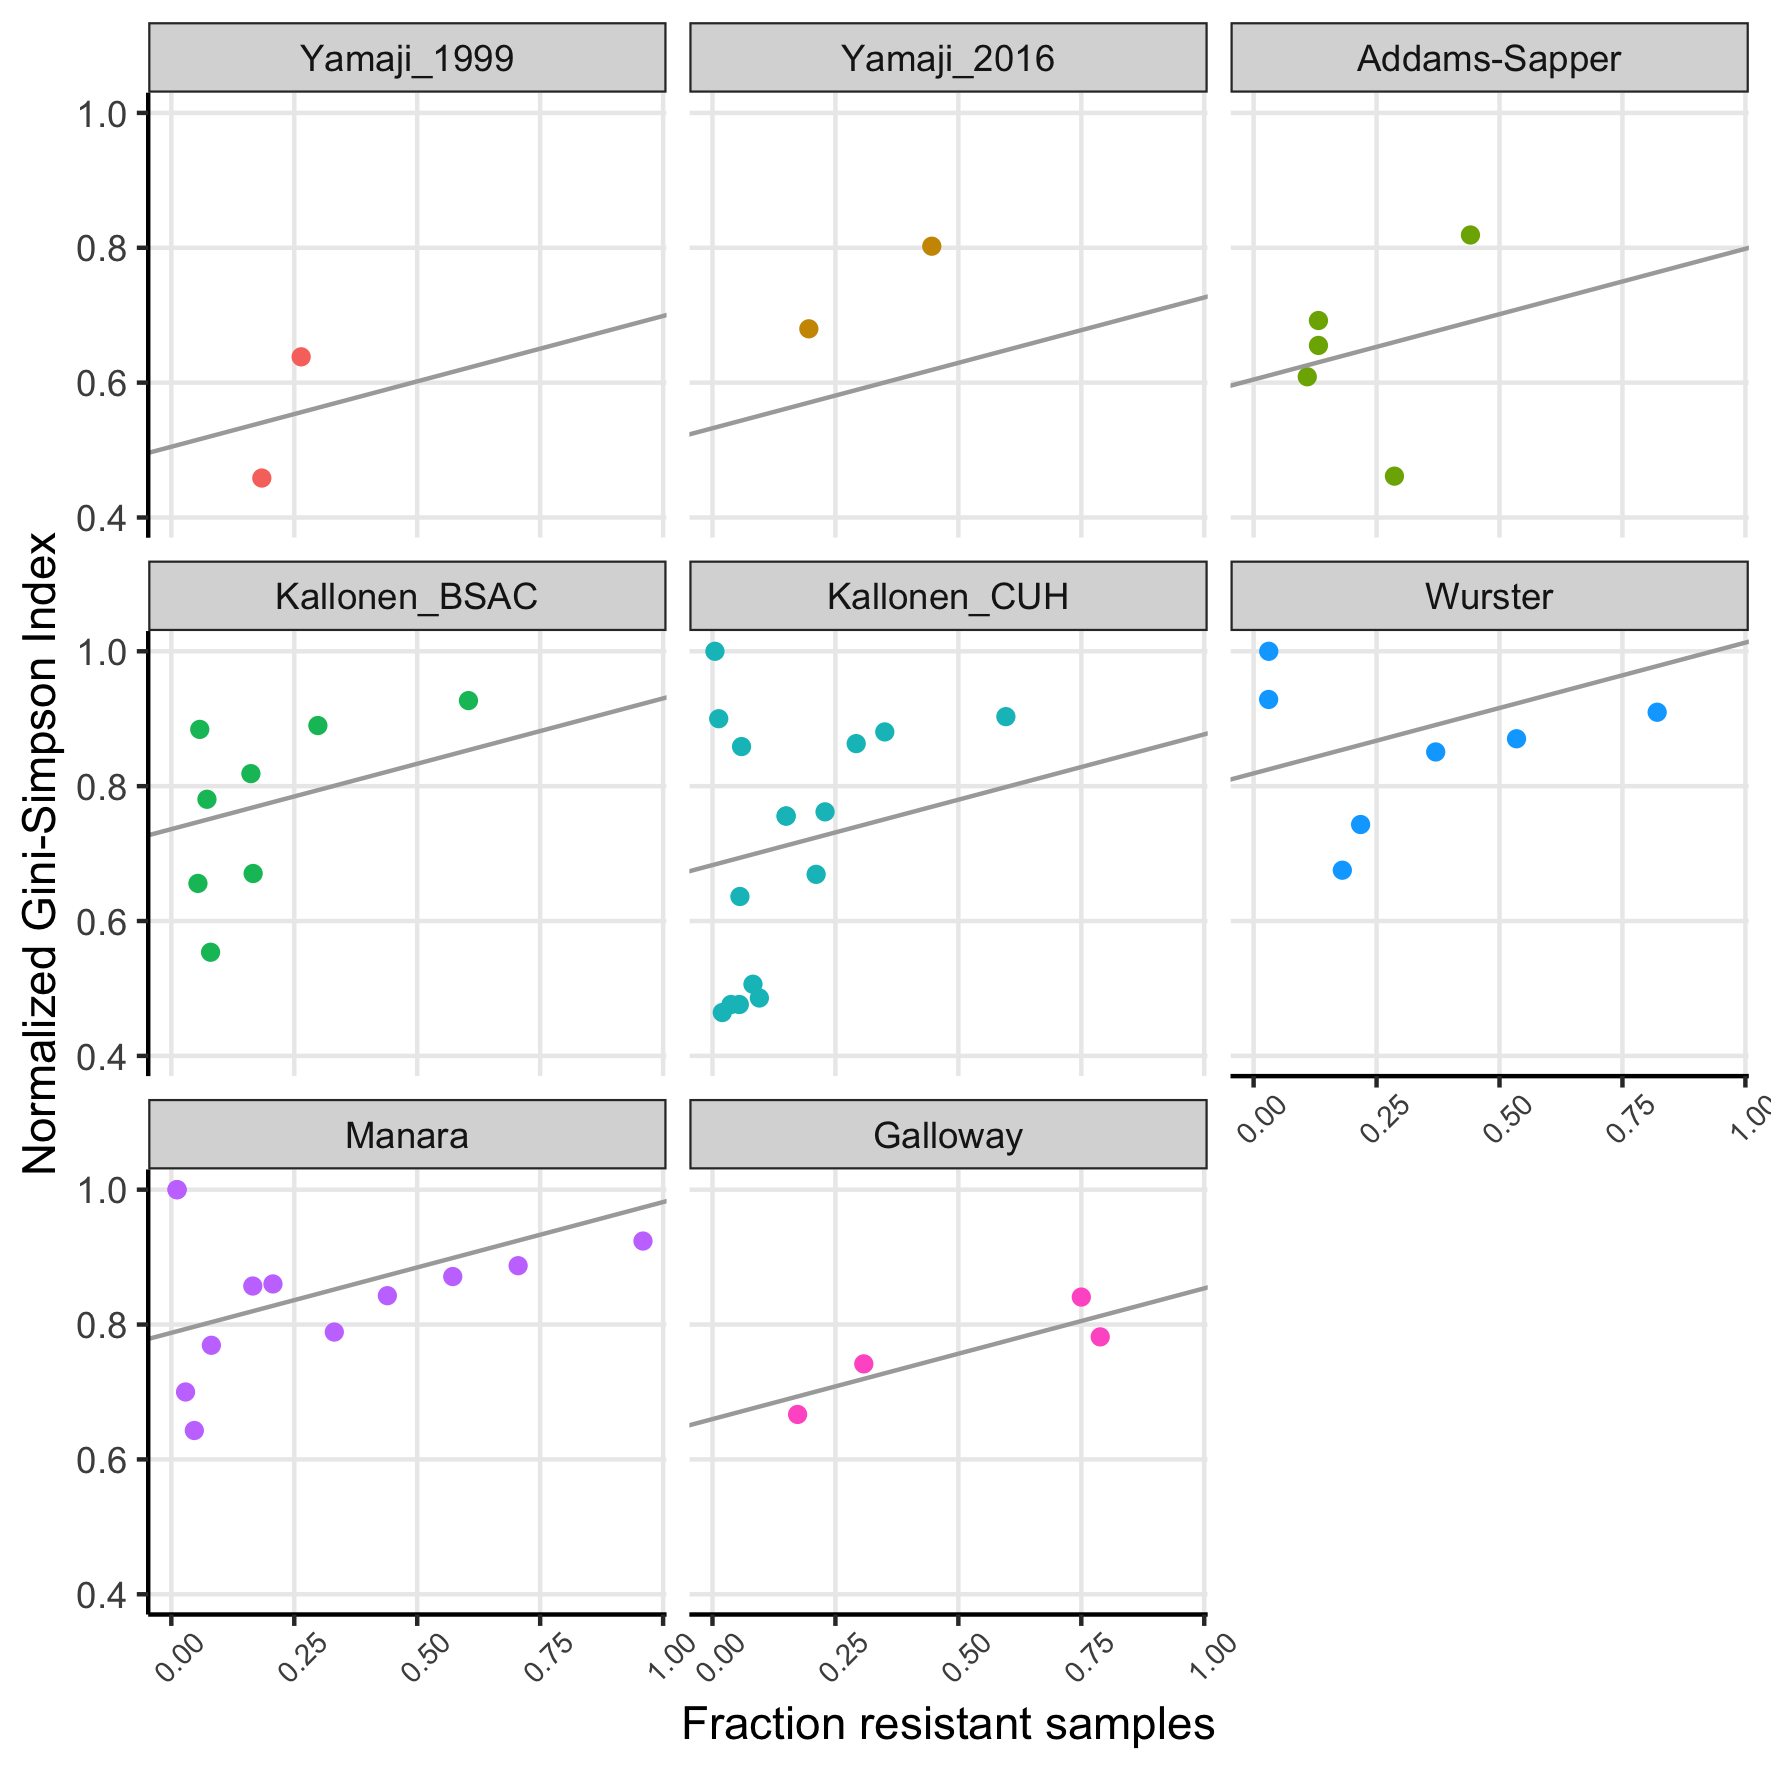 Yamaji_1999
Yamaji_2016
Addams-Sapper
1.0
0.8
0.6
0.4
Kallonen_BSAC
Kallonen_CUH
Wurster
1.0
0.8
0.6
0.4
0.00
0.25
0.50
0.75
1.00
Manara
Galloway
1.0
0.8
0.6
0.4
0.00
0.25
0.50
0.75
1.00
0.00
0.25
0.50
0.75
1.00
Fraction resistant samples
Normalized Gini-Simpson Index